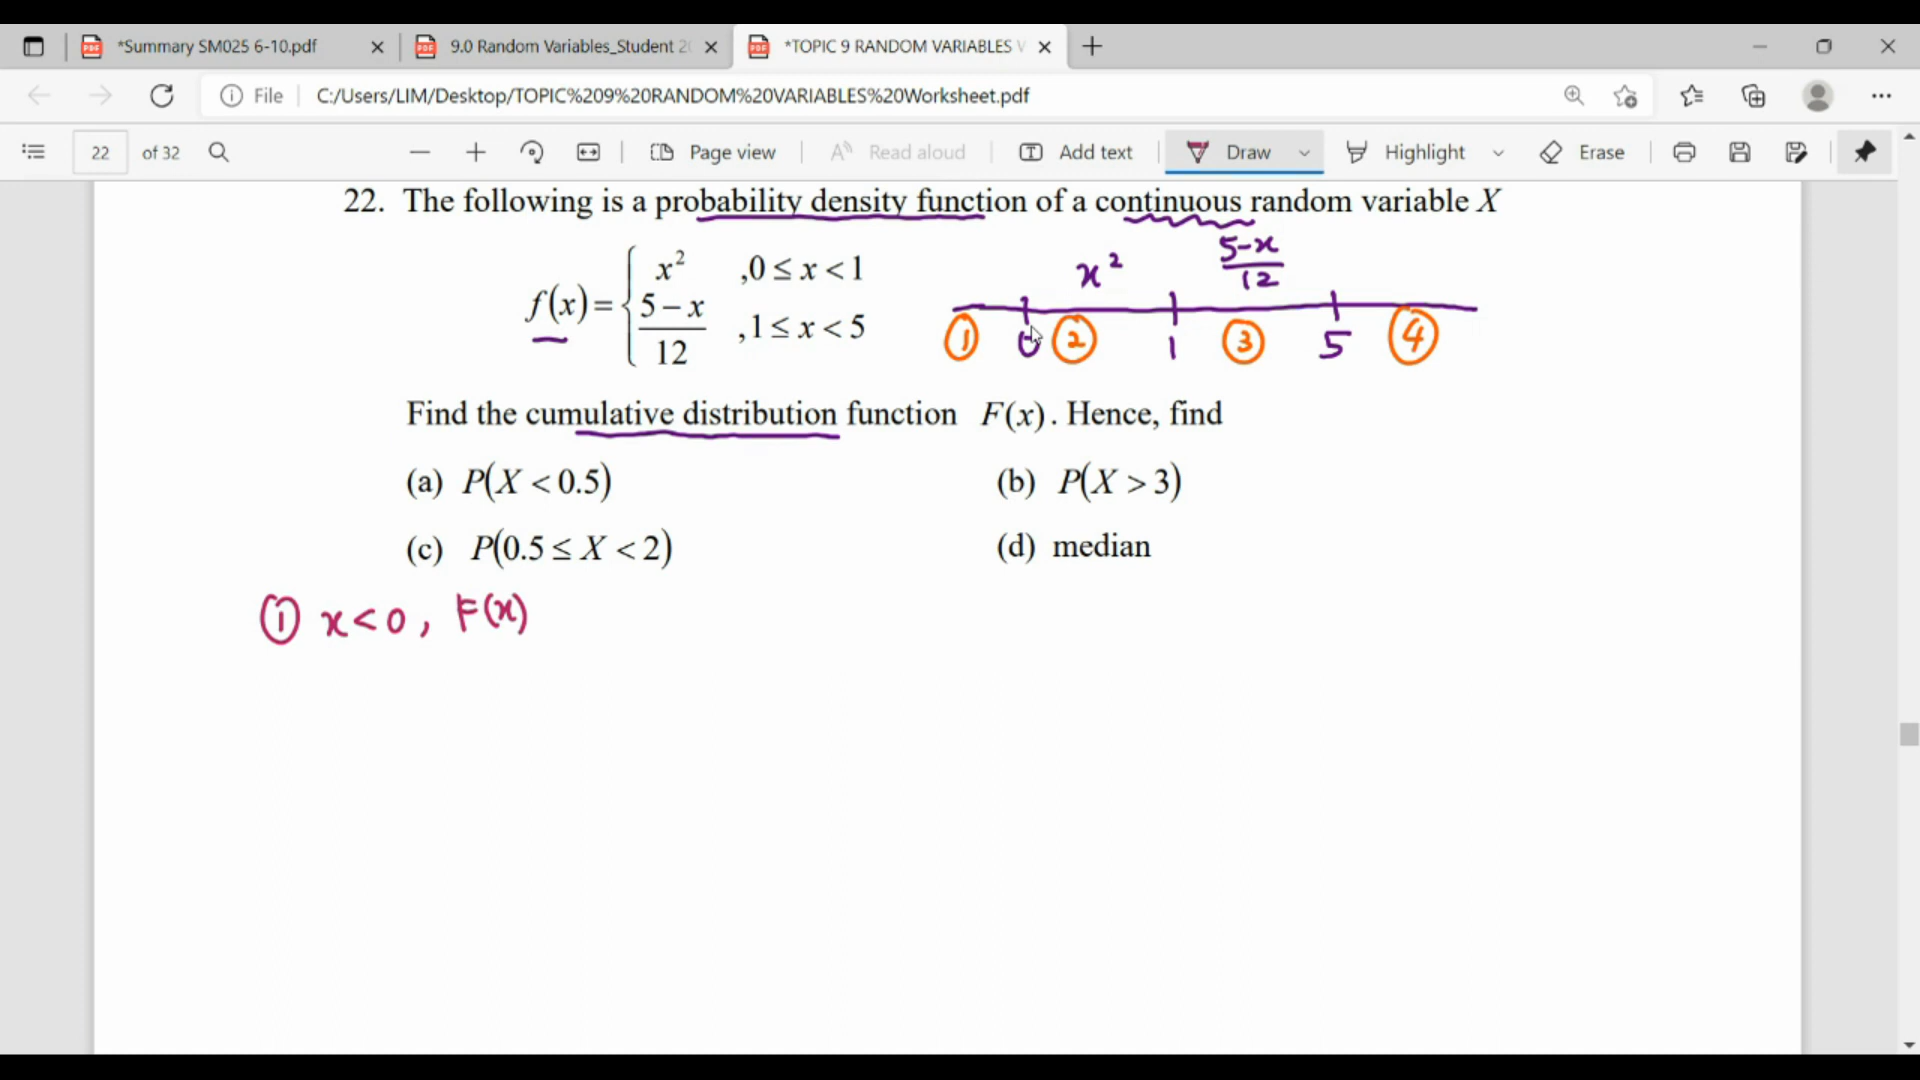 *Summary SM025 6-10.pdf
9.0 Random Variables_Student 2
*TOPIC 9 RANDOM VARIABLES
File
C:/Users/LIM/Desktop/TOPIC%209%20RANDOM%20VARIABLES%20Worksheet.pdf
22 of 32
Page view
Read aloud
Add text
Draw
Highlight
Erase
22. The following is a probability density function of a continuous random variable X
f(x) = { x² , 0 ≤ x < 1
(5 − x)/12 , 1 ≤ x < 5
x² (5-x)/12
① 0 ② 1 ③ 5 ④
Find the cumulative distribution function F(x). Hence, find
(a) P(X < 0.5) (b) P(X > 3)
(c) P(0.5 ≤ X < 2) (d) median
① x < 0, F(x)